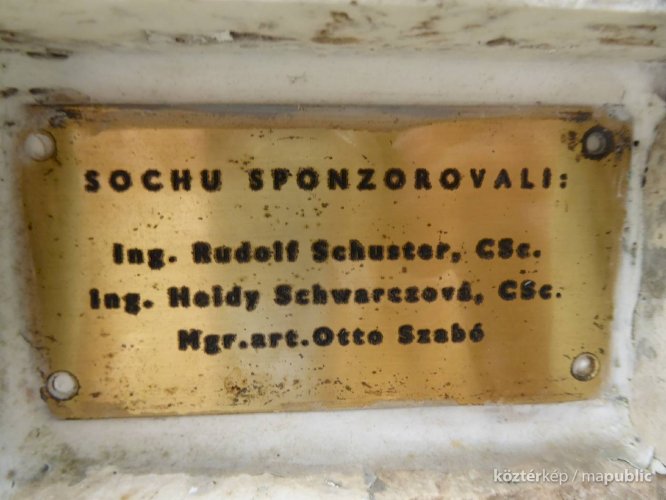 SOCHU SPONZOROVALI:
Ing. Rudolf Schuster, CSc.
Ing. Heidy Schwarczová, CSc.
Mgr.art.Otto Szabó
köztérkép / mapublic